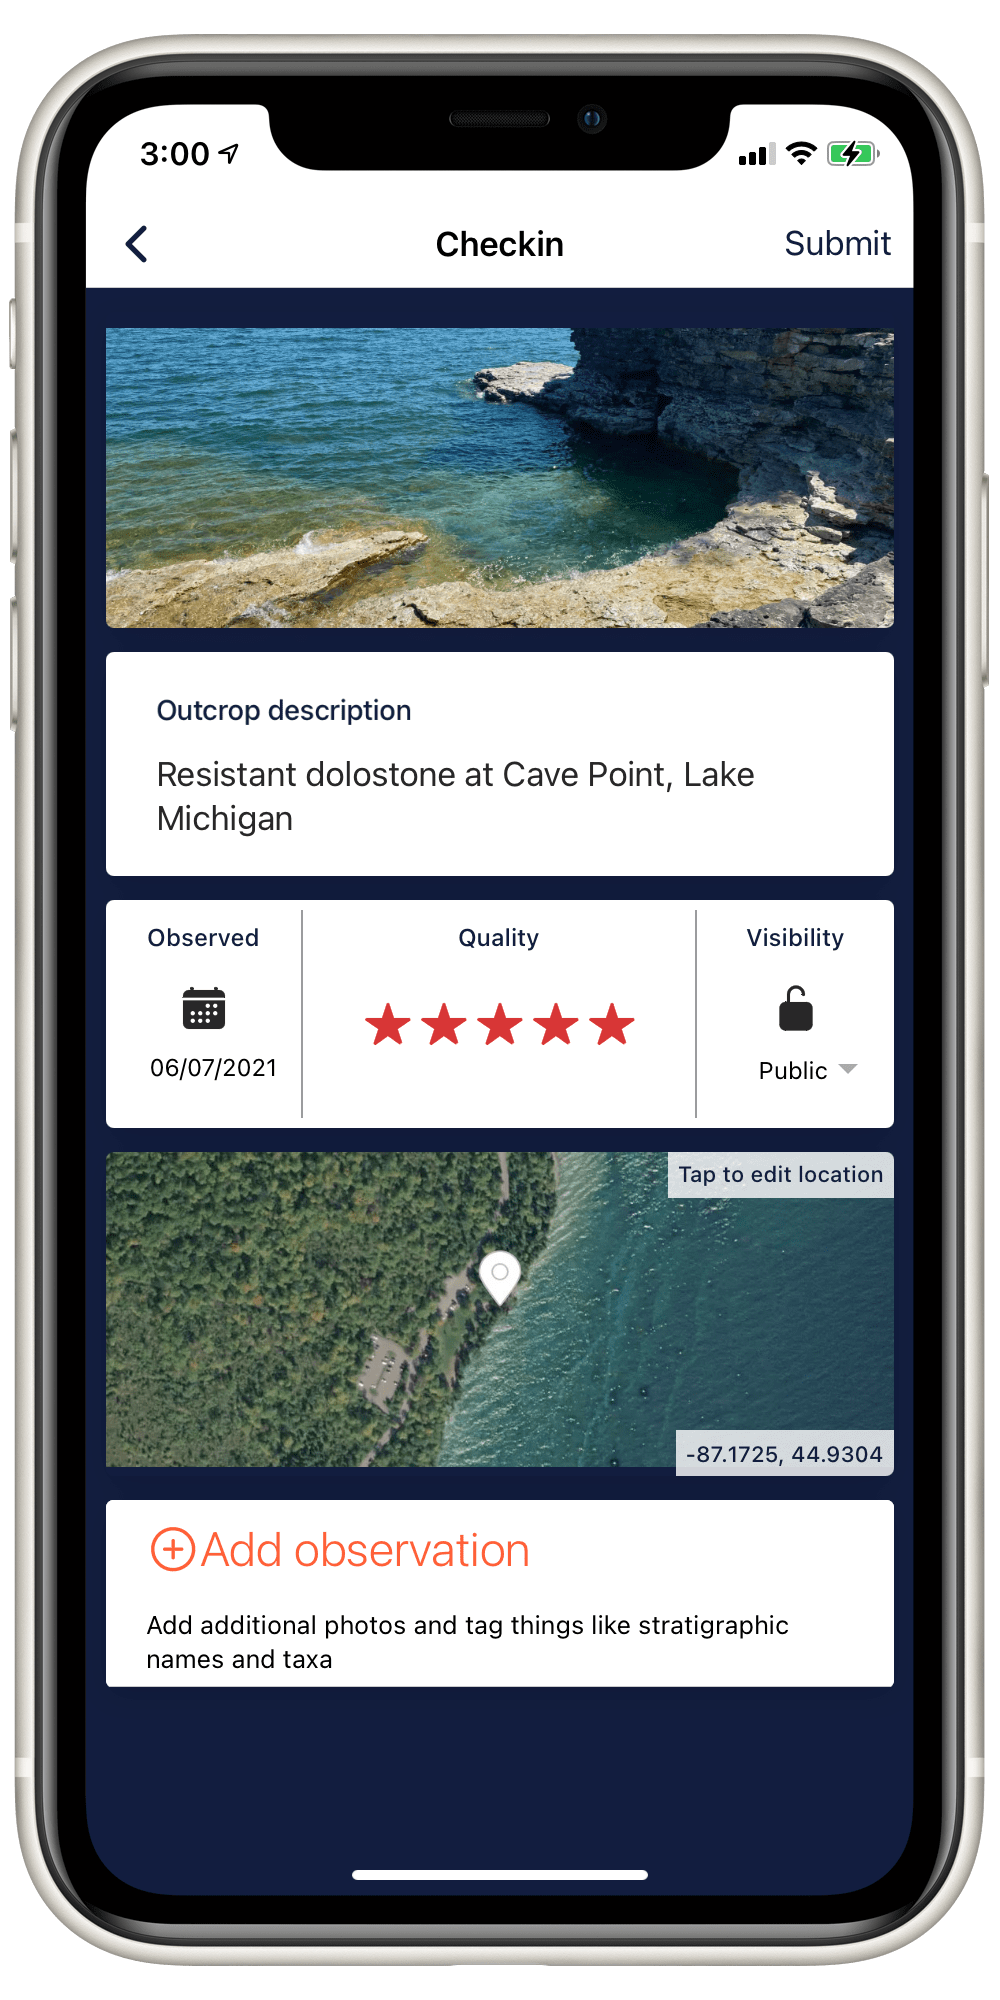 3:00
Checkin
Submit
Outcrop description
Resistant dolostone at Cave Point, Lake
Michigan
Observed
Quality
Visibility
06/07/2021
Public
Tap to edit location
-87.1725, 44.9304
Add observation
Add additional photos and tag things like stratigraphic
names and taxa